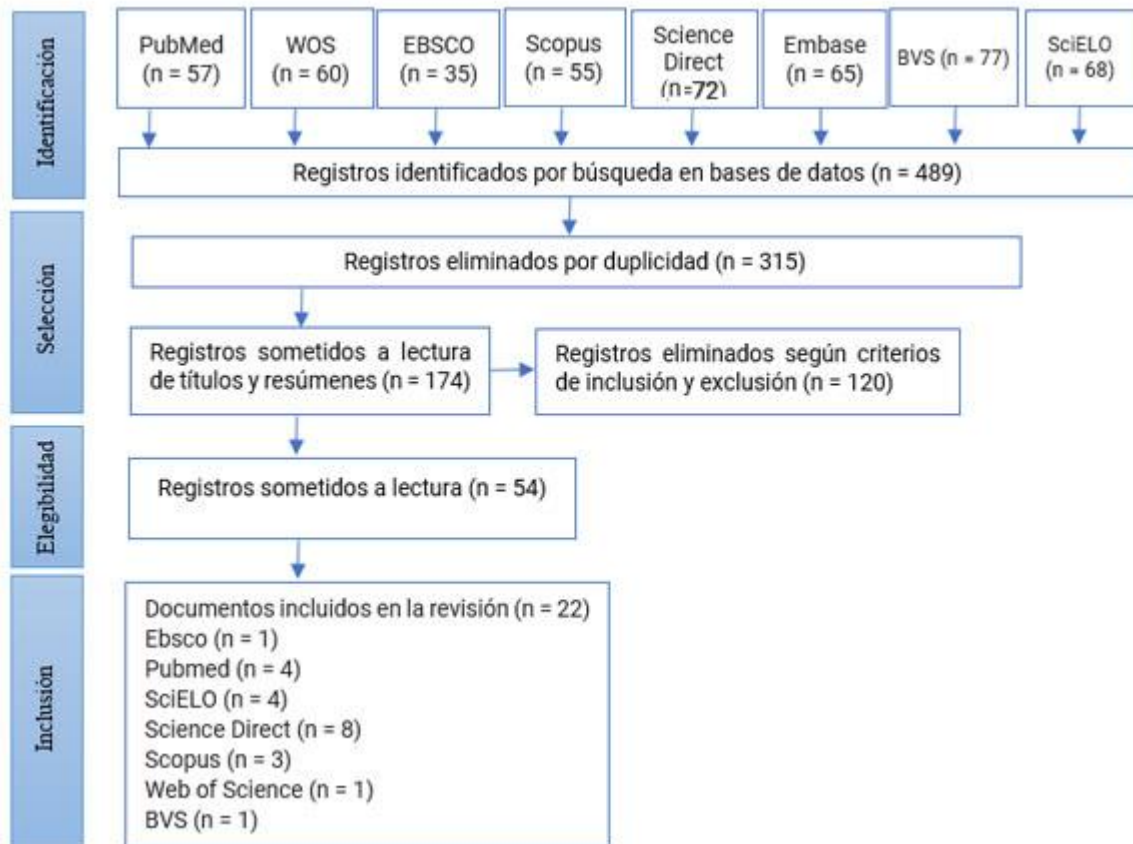 Identificación
PubMed
(n = 57)
WOS
(n = 60)
EBSCO
(n = 35)
Scopus
(n = 55)
Science
Direct
(n=72)
Embase
(n = 65)
BVS (n = 77)
SciELO
(n = 68)
Registros identificados por búsqueda en bases de datos (n = 489)
Selección
Registros eliminados por duplicidad (n = 315)
Registros sometidos a lectura
de títulos y resúmenes (n = 174)
Registros eliminados según criterios
de inclusión y exclusión (n = 120)
Elegibilidad
Registros sometidos a lectura (n = 54)
Inclusión
Documentos incluidos en la revisión (n = 22)
Ebsco (n = 1)
Pubmed (n = 4)
SciELO (n = 4)
Science Direct (n = 8)
Scopus (n = 3)
Web of Science (n = 1)
BVS (n = 1)